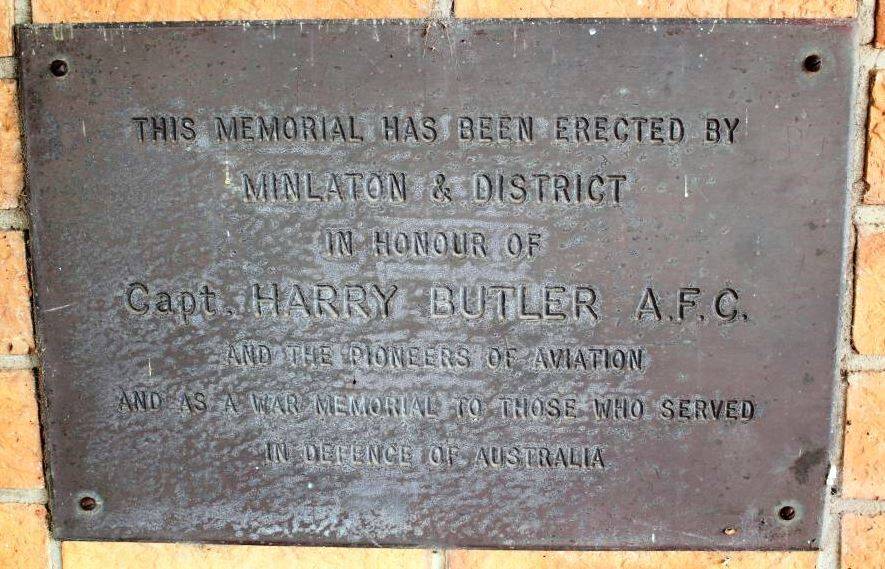 THIS MEMORIAL HAS BEEN ERECTED BY
MINLATON & DISTRICT
IN HONOUR OF
Capt. HARRY BUTLER A.F.C.
AND THE PIONEERS OF AVIATION
AND AS A WAR MEMORIAL TO THOSE WHO SERVED
IN DEFENCE OF AUSTRALIA